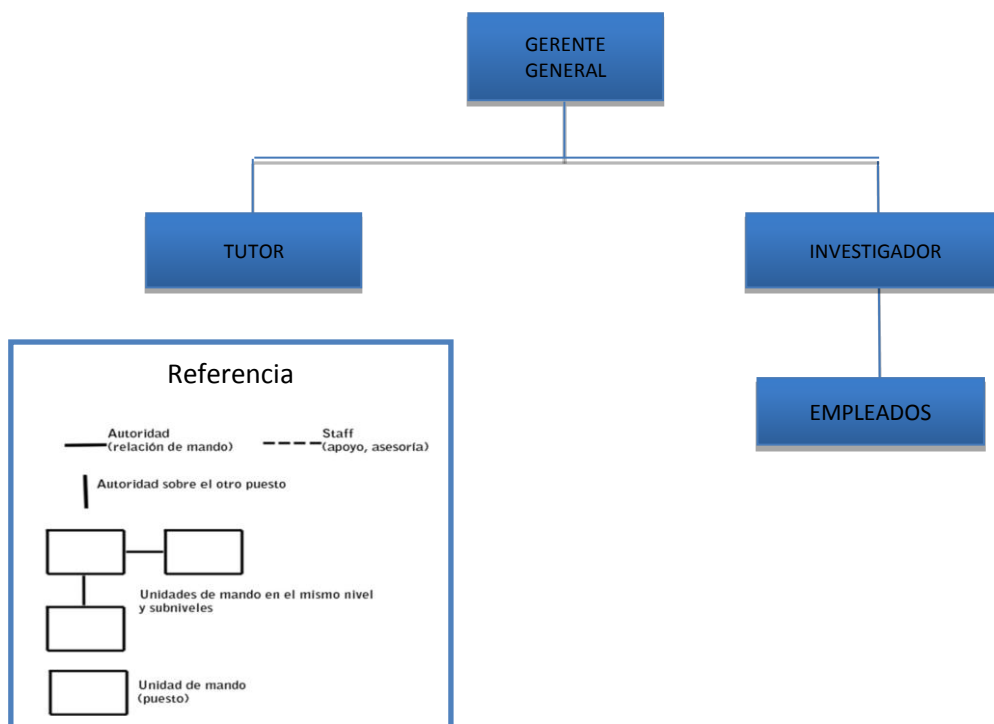 GERENTE
GENERAL
TUTOR
INVESTIGADOR
EMPLEADOS
Referencia
Autoridad
(relación de mando)
Staff
(apoyo, asesoría)
Autoridad sobre el otro puesto
Unidades de mando en el mismo nivel
y subniveles
Unidad de mando
(puesto)